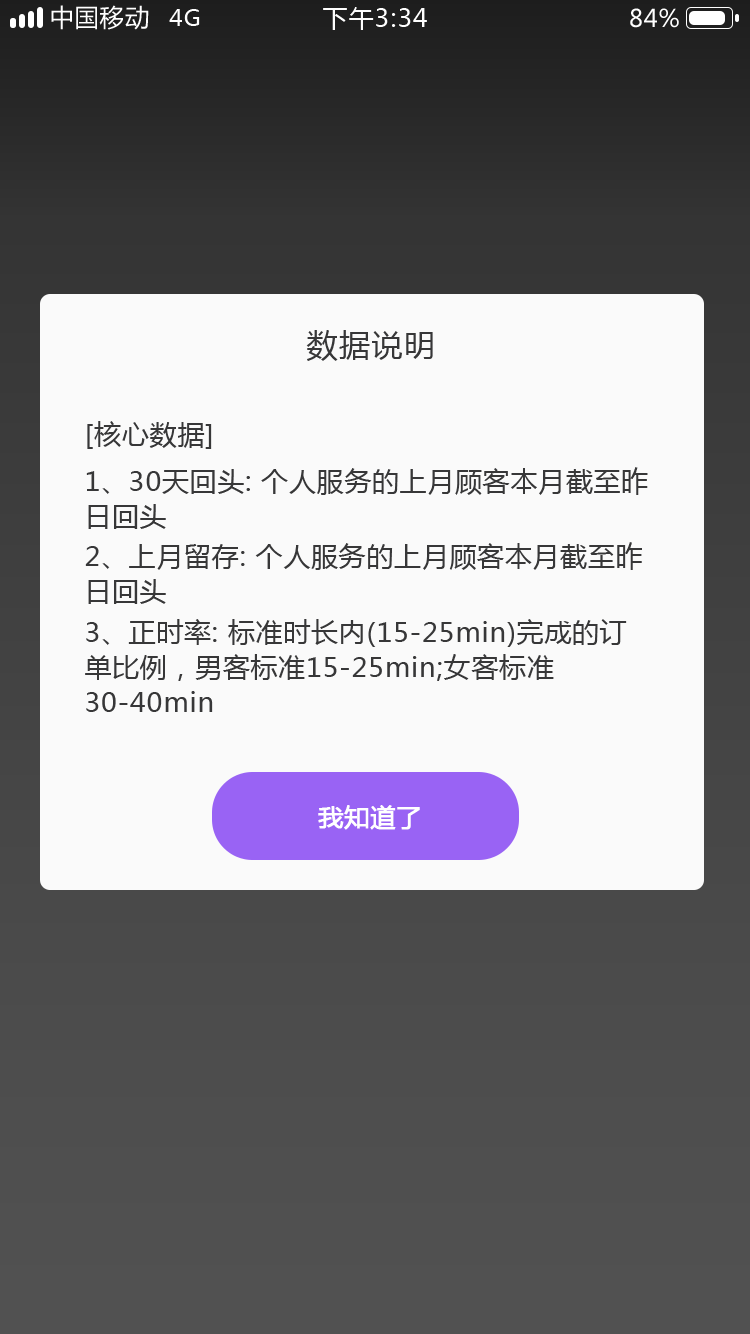 中国移动 4G 下午3:34 84%
数据说明
[核心数据]
1、30天回头: 个人服务的上月顾客本月截至昨
日回头
2、上月留存: 个人服务的上月顾客本月截至昨
日回头
3、正时率: 标准时长内(15-25min)完成的订
单比例，男客标准15-25min;女客标准
30-40min
我知道了